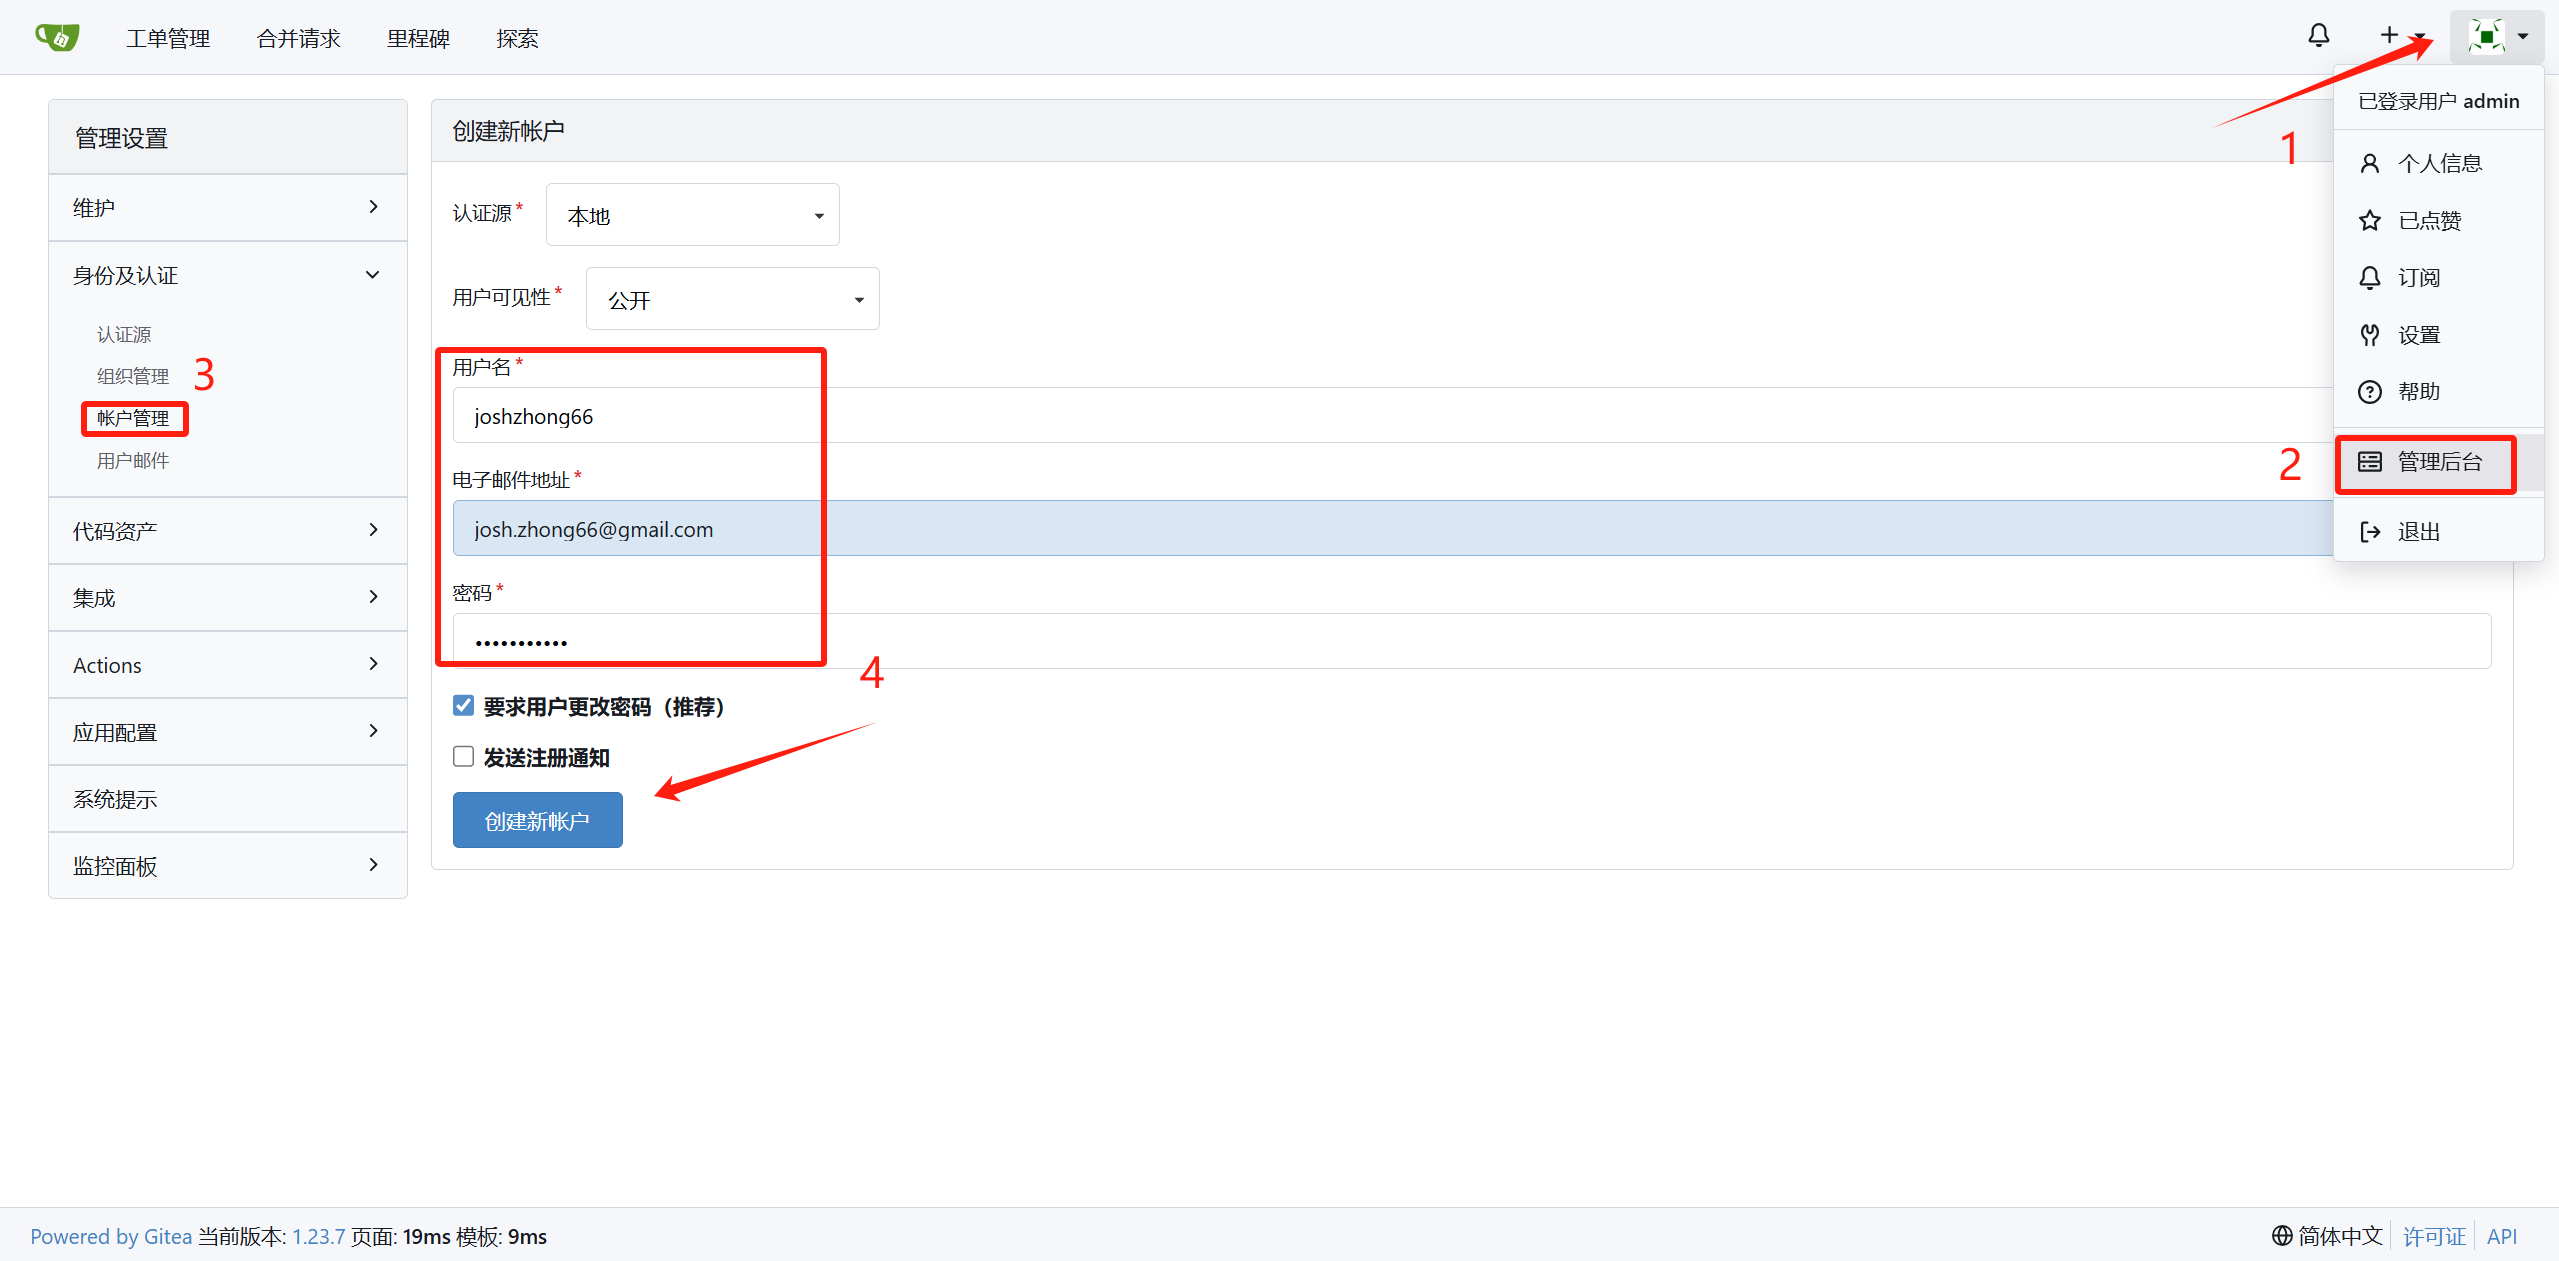 工单管理 合并请求 里程碑 探索
已登录用户 admin
1
个人信息
已点赞
订阅
设置
帮助
2
管理后台
退出
管理设置
维护
身份及认证
认证源
组织管理
3
帐户管理
用户邮件
代码资产
集成
Actions
应用配置
系统提示
监控面板
创建新帐户
认证源* 本地
用户可见性* 公开
用户名*
joshzhong66
电子邮件地址*
josh.zhong66@gmail.com
密码*
•••••••••••
4
要求用户更改密码（推荐）
发送注册通知
创建新帐户
Powered by Gitea 当前版本: 1.23.7 页面: 19ms 模板: 9ms
简体中文 许可证 API